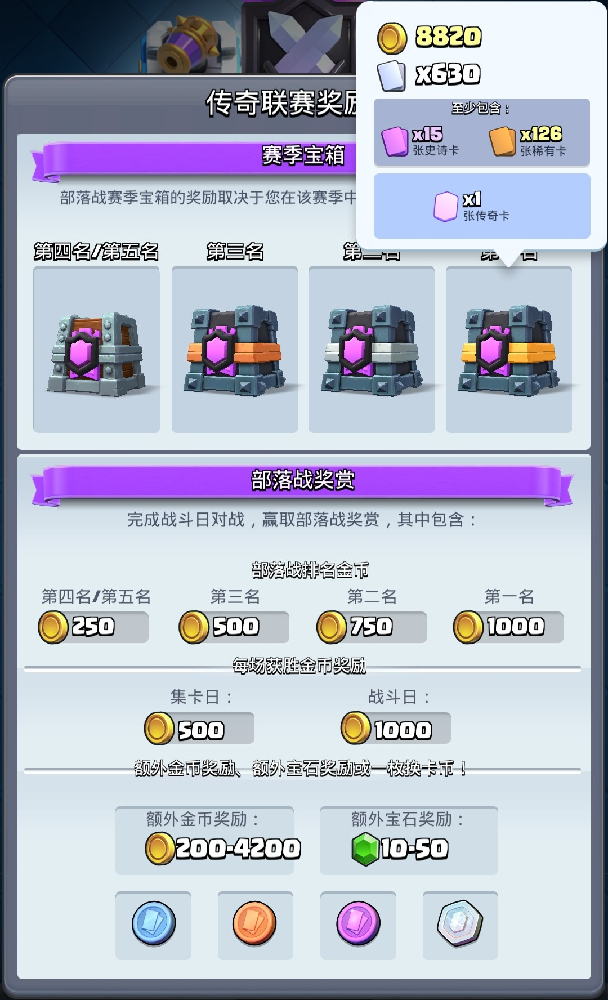 8820
x630
至少包含：
x15
张史诗卡
x126
张稀有卡
x1
张传奇卡
传奇联赛奖励
赛季宝箱
部落战赛季宝箱的奖励取决于您在该赛季中
第四名/第五名
第三名
第二名
部落战奖赏
完成战斗日对战，赢取部落战奖赏，其中包含：
部落战排名金币
第四名/第五名
第三名
第二名
第一名
250
500
750
1000
每场获胜金币奖励
集卡日：
战斗日：
500
1000
额外金币奖励、额外宝石奖励或一枚换卡币！
额外金币奖励：
额外宝石奖励：
200-4200
10-50